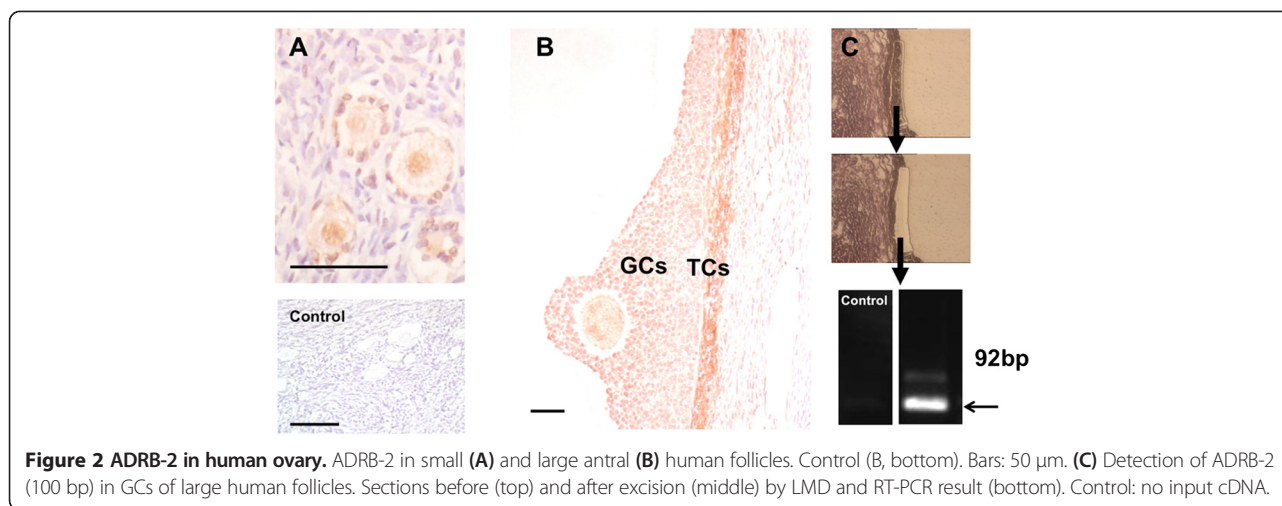 A
B
C
Control
GCs
TCs
Control
92bp
Figure 2 ADRB-2 in human ovary. ADRB-2 in small (A) and large antral (B) human follicles. Control (B, bottom). Bars: 50 μm. (C) Detection of ADRB-2
(100 bp) in GCs of large human follicles. Sections before (top) and after excision (middle) by LMD and RT-PCR result (bottom). Control: no input cDNA.